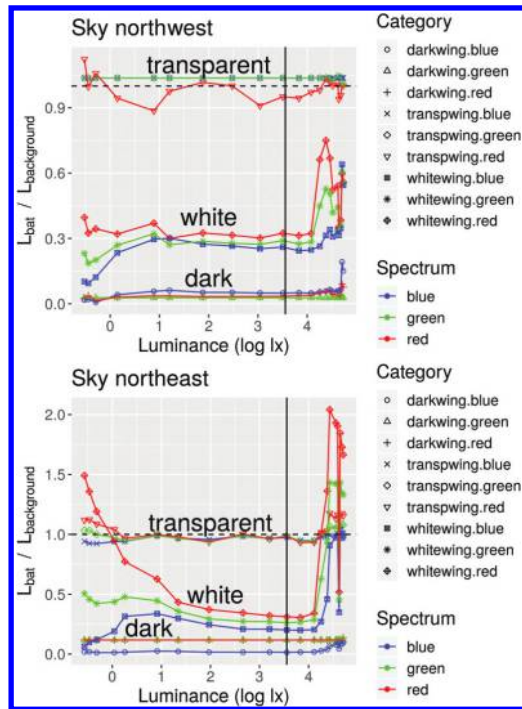 Sky northwest
transparent
white
dark
L_bat / L_background
0.9
0.6
0.3
0.0
0
1
2
3
4
Luminance (log lx)
Category
darkwing.blue
darkwing.green
darkwing.red
transpwing.blue
transpwing.green
transpwing.red
whitewing.blue
whitewing.green
whitewing.red
Spectrum
blue
green
red
Sky northeast
transparent
white
dark
L_bat / L_background
2.0
1.5
1.0
0.5
0.0
0
1
2
3
4
Luminance (log lx)
Category
darkwing.blue
darkwing.green
darkwing.red
transpwing.blue
transpwing.green
transpwing.red
whitewing.blue
whitewing.green
whitewing.red
Spectrum
blue
green
red